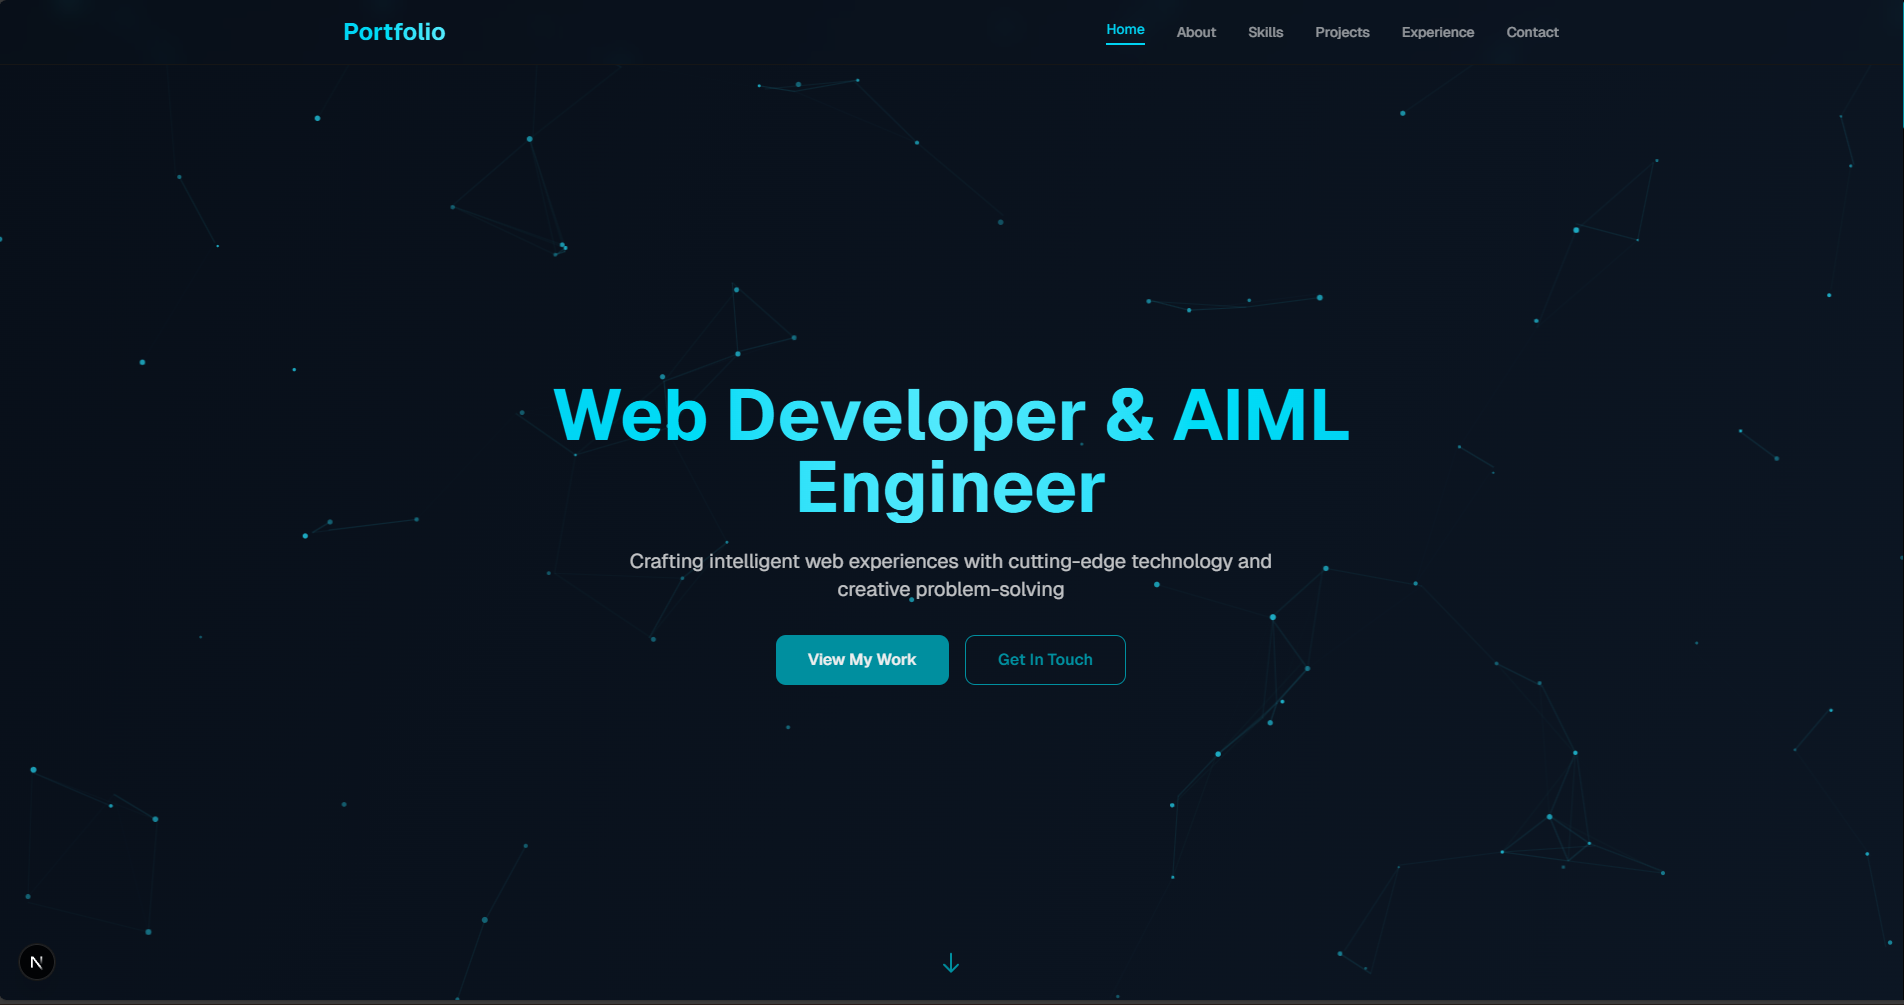 Portfolio
Home About Skills Projects Experience Contact
Web Developer & AIML
Engineer
Crafting intelligent web experiences with cutting-edge technology and
creative problem-solving
View My Work
Get In Touch
N